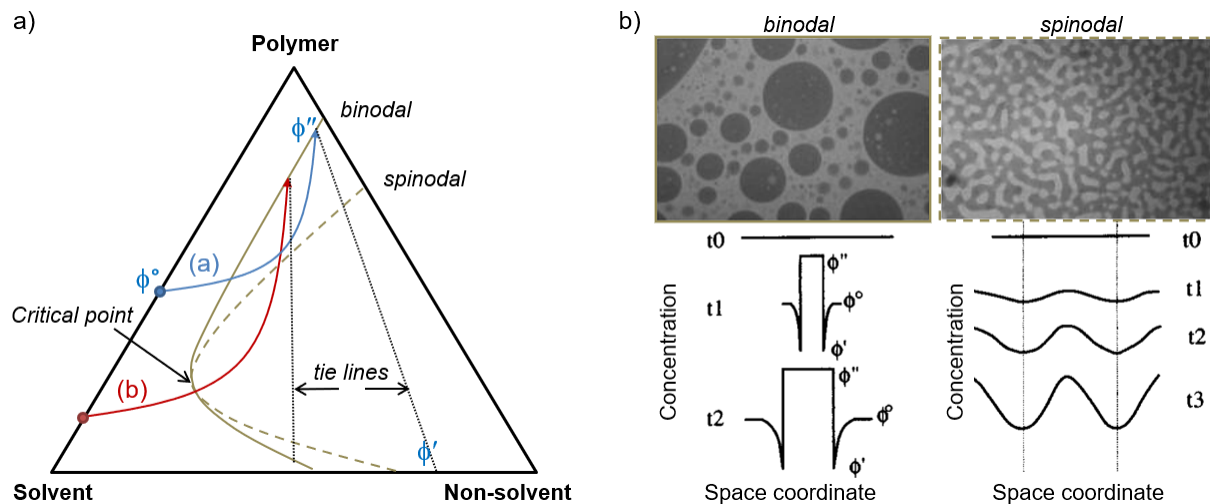 a)
Polymer
binodal
ϕ″
spinodal
ϕ°
(a)
Critical point
(b)
tie lines
ϕ′
Solvent
Non-solvent
b)
binodal
spinodal
t0
ϕ"
t1
ϕ°
ϕ'
ϕ"
t2
ϕ°
ϕ'
Concentration
Space coordinate
t0
t1
t2
t3
Concentration
Space coordinate